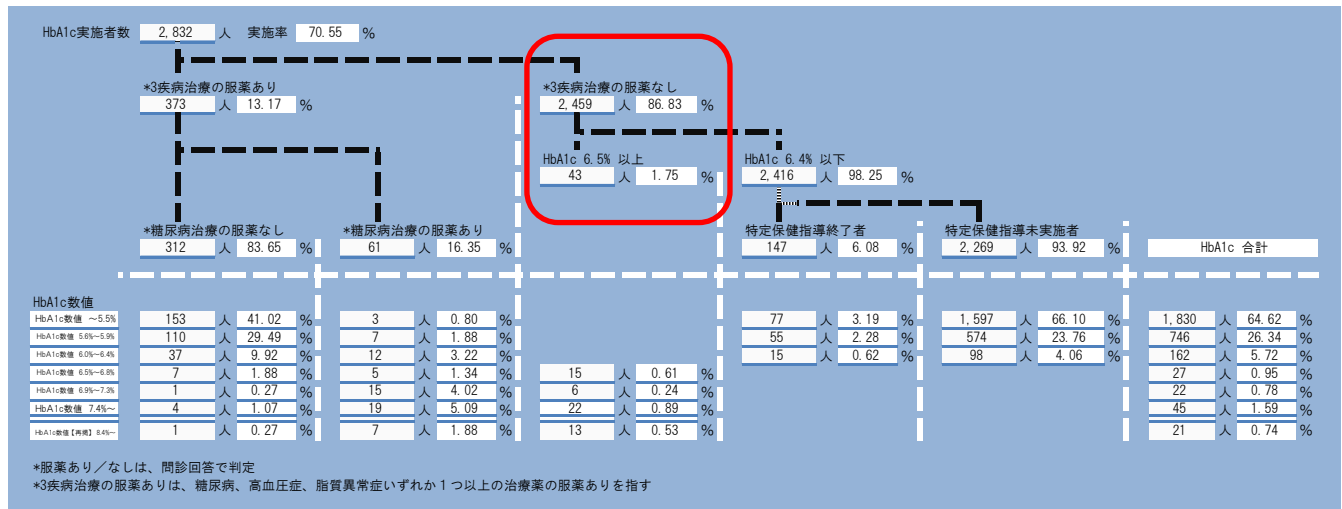 HbA1c実施者数 2,832 人 実施率 70.55 %
*3疾病治療の服薬あり *3疾病治療の服薬なし
373 人 13.17 % 2,459 人 86.83 %
HbA1c 6.5% 以上 HbA1c 6.4% 以下
43 人 1.75 % 2,416 人 98.25 %
*糖尿病治療の服薬なし *糖尿病治療の服薬あり 特定保健指導終了者 特定保健指導未実施者
312 人 83.65 % 61 人 16.35 % 147 人 6.08 % 2,269 人 93.92 % HbA1c 合計
HbA1c数値
HbA1c数値 ～5.5% 153 人 41.02 % 3 人 0.80 % 77 人 3.19 % 1,597 人 66.10 % 1,830 人 64.62 %
HbA1c数値 5.6%～5.9% 110 人 29.49 % 7 人 1.88 % 55 人 2.28 % 574 人 23.76 % 746 人 26.34 %
HbA1c数値 6.0%～6.4% 37 人 9.92 % 12 人 3.22 % 15 人 0.62 % 98 人 4.06 % 162 人 5.72 %
HbA1c数値 6.5%～6.8% 7 人 1.88 % 5 人 1.34 % 15 人 0.61 % 27 人 0.95 %
HbA1c数値 6.9%～7.3% 1 人 0.27 % 15 人 4.02 % 6 人 0.24 % 22 人 0.78 %
HbA1c数値 7.4%～ 4 人 1.07 % 19 人 5.09 % 22 人 0.89 % 45 人 1.59 %
HbA1c数値【再掲】8.4%～ 1 人 0.27 % 7 人 1.88 % 13 人 0.53 % 21 人 0.74 %
*服薬あり／なしは、問診回答で判定
*3疾病治療の服薬ありは、糖尿病、高血圧症、脂質異常症いずれか１つ以上の治療薬の服薬ありを指す